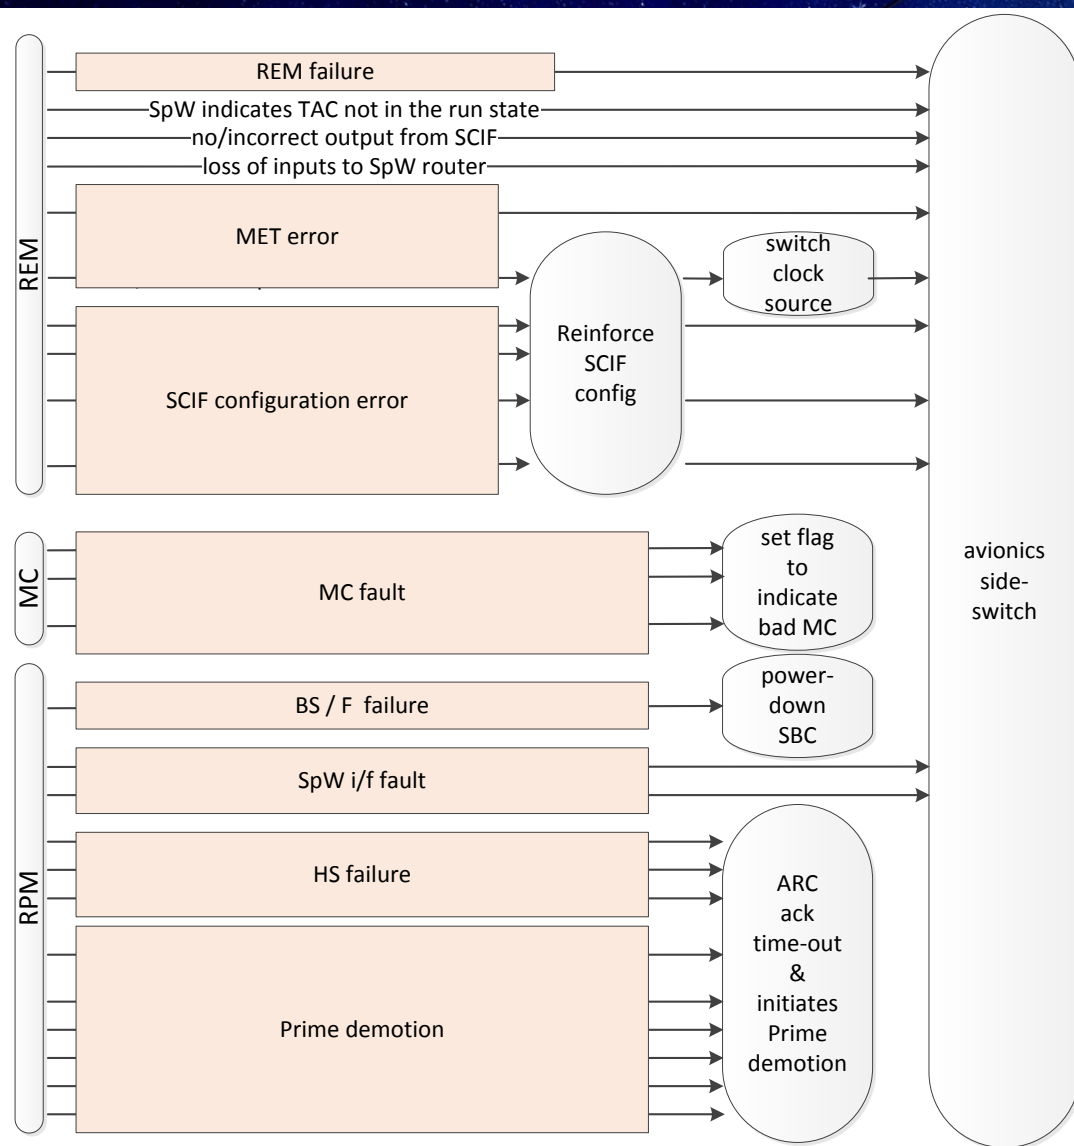 REM
REM failure
SpW indicates TAC not in the run state
no/incorrect output from SCIF
loss of inputs to SpW router
MET error
SCIF configuration error
Reinforce
SCIF
config
switch
clock
source
MC
MC fault
set flag
to
indicate
bad MC
RPM
BS / F failure
power-
down
SBC
SpW i/f fault
HS failure
Prime demotion
ARC
ack
time-out
&
initiates
Prime
demotion
avionics
side-
switch